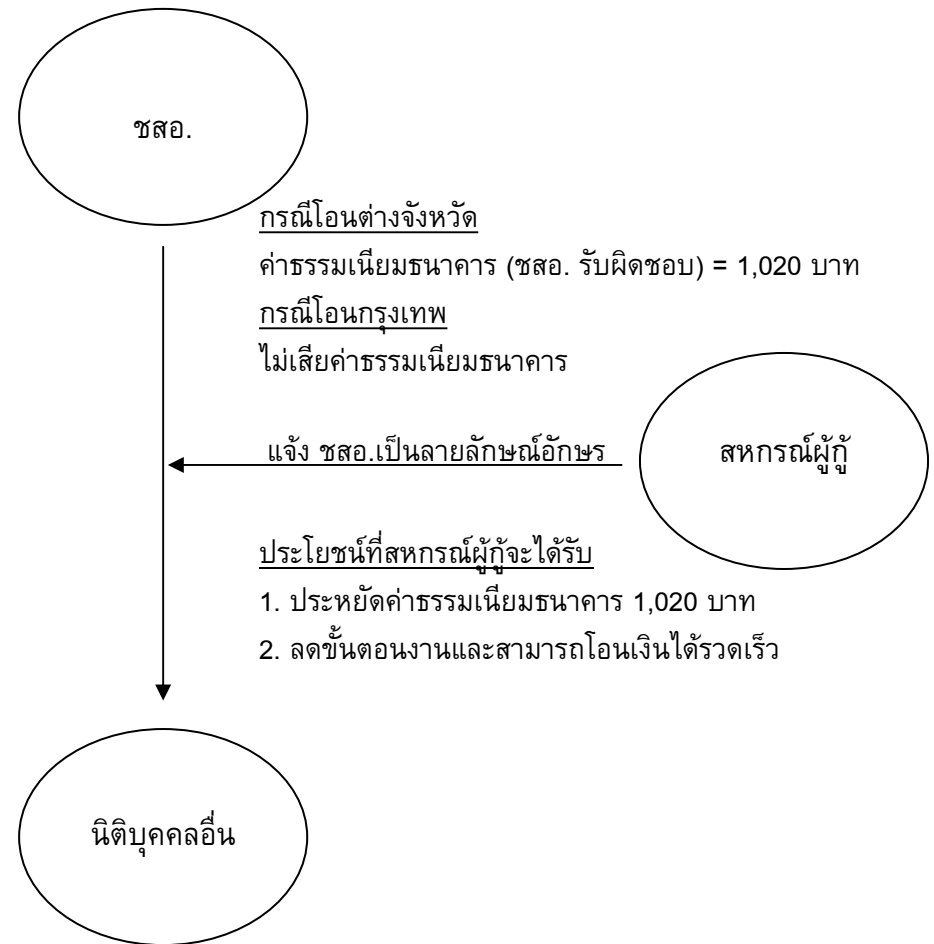 ชสอ.
กรณีโอนต่างจังหวัด
ค่าธรรมเนียมธนาคาร (ชสอ. รับผิดชอบ) = 1,020 บาท
กรณีโอนกรุงเทพ
ไม่เสียค่าธรรมเนียมธนาคาร
แจ้ง ชสอ.เป็นลายลักษณ์อักษร
สหกรณ์ผู้กู้
ประโยชน์ที่สหกรณ์ผู้กู้จะได้รับ
1. ประหยัดค่าธรรมเนียมธนาคาร 1,020 บาท
2. ลดขั้นตอนงานและสามารถโอนเงินได้รวดเร็ว
นิติบุคคลอื่น